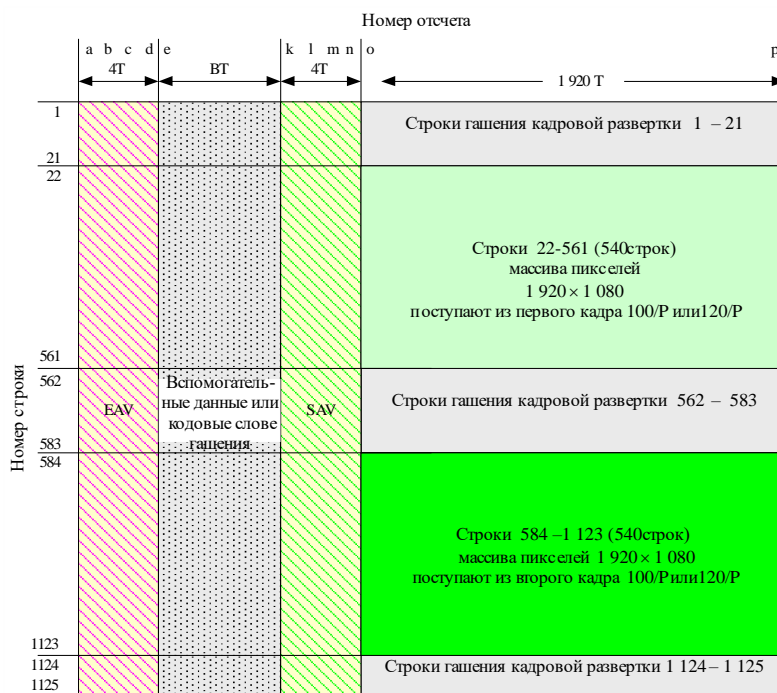 Номер отсчета
a b c d e k l m n o p
4T BT 4T 1 920 T
1
Строки гашения кадровой развертки 1 – 21
21
22
Строки 22-561 (540строк)
массива пикселей
1 920 × 1 080
поступают из первого кадра 100/P или120/P
561
562
Вспомогатель-
ные данные или
кодовые слове
гашения
EAV
SAV
Строки гашения кадровой развертки 562 – 583
Номер строки
583
584
Строки 584 –1 123 (540строк)
массива пикселей 1 920 × 1 080
поступают из второго кадра 100/Pили120/P
1123
1124
Строки гашения кадровой развертки 1 124 – 1 125
1125